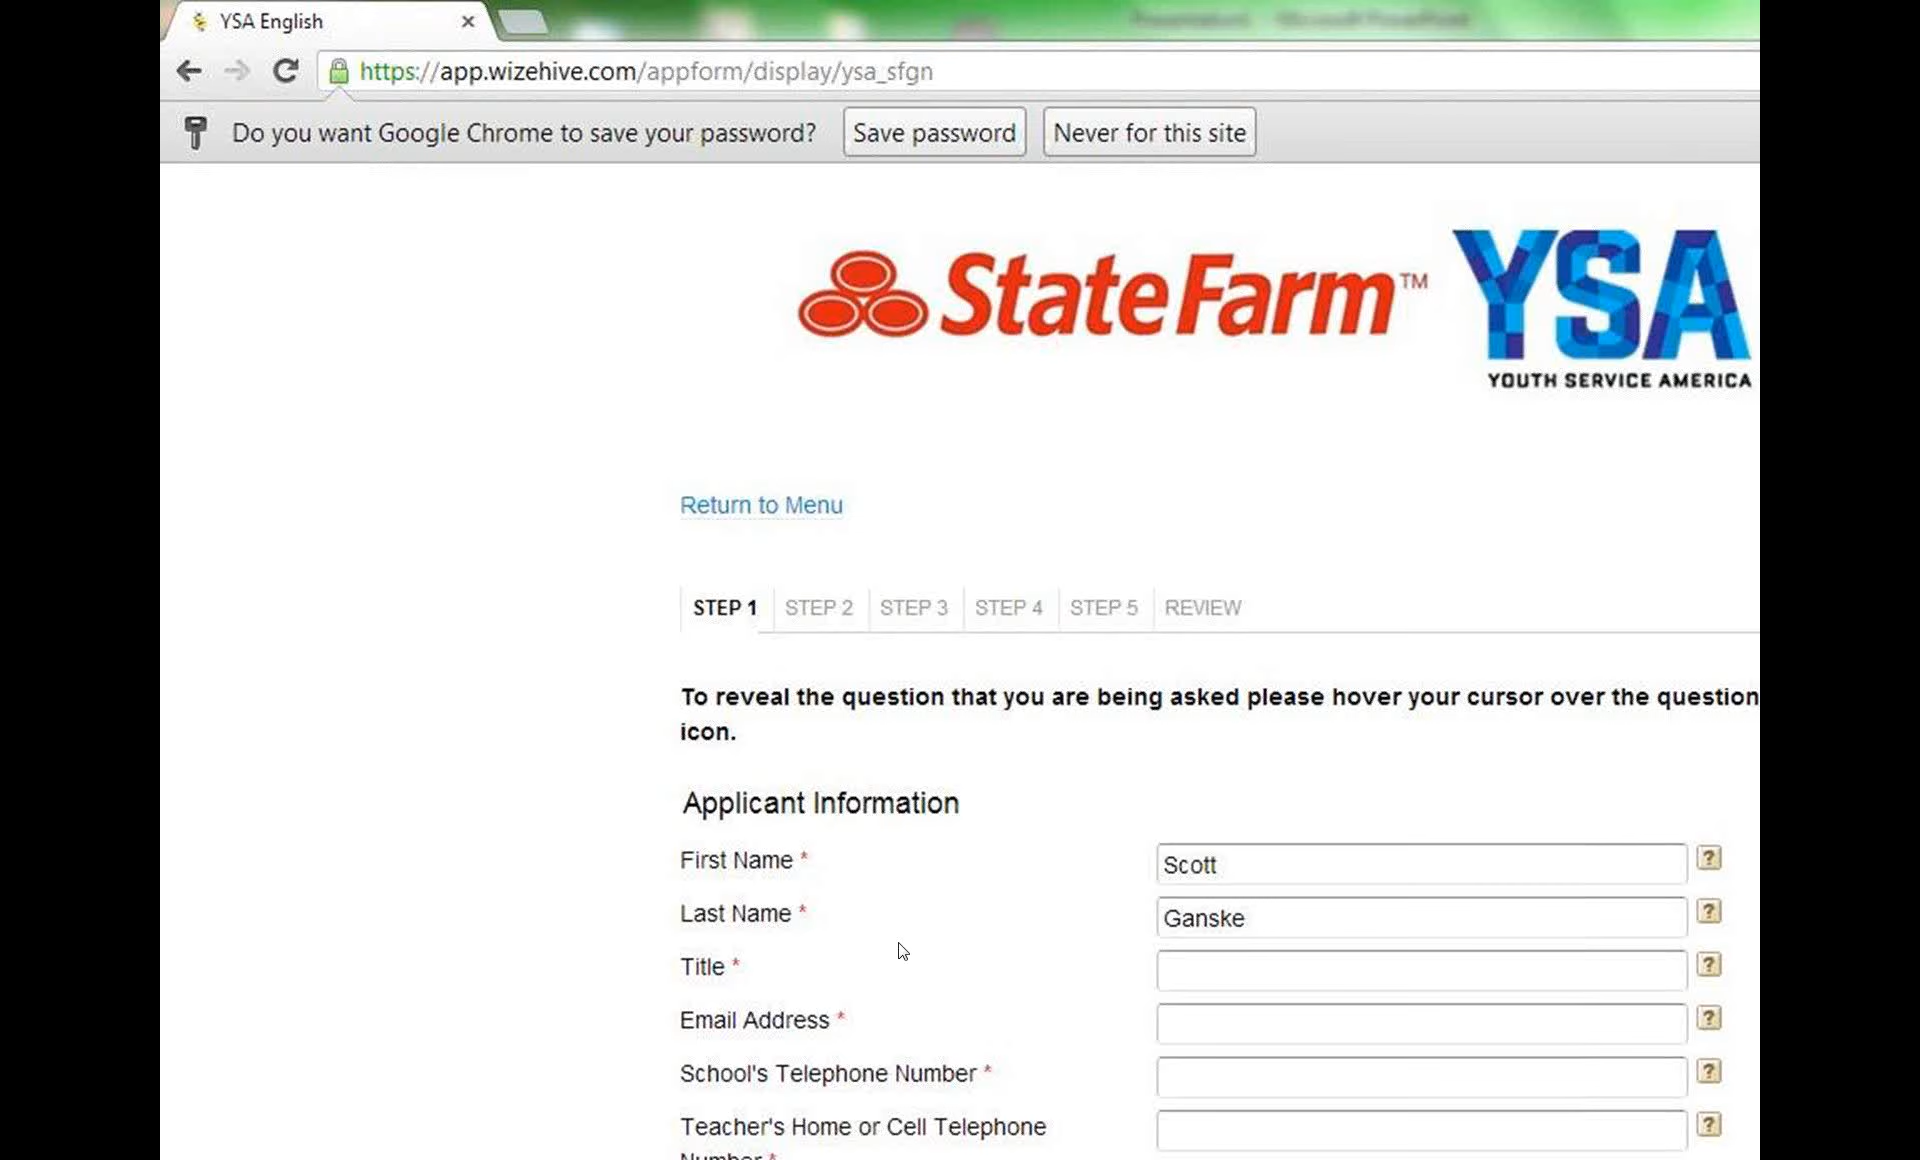 YSA English
https://app.wizehive.com/appform/display/ysa_sfgn
Do you want Google Chrome to save your password? Save password Never for this site
StateFarm™ YSA
YOUTH SERVICE AMERICA
Return to Menu
STEP 1 STEP 2 STEP 3 STEP 4 STEP 5 REVIEW
To reveal the question that you are being asked please hover your cursor over the question
icon.
Applicant Information
First Name * Scott ?
Last Name * Ganske ?
Title * ?
Email Address * ?
School's Telephone Number * ?
Teacher's Home or Cell Telephone ?
Number *